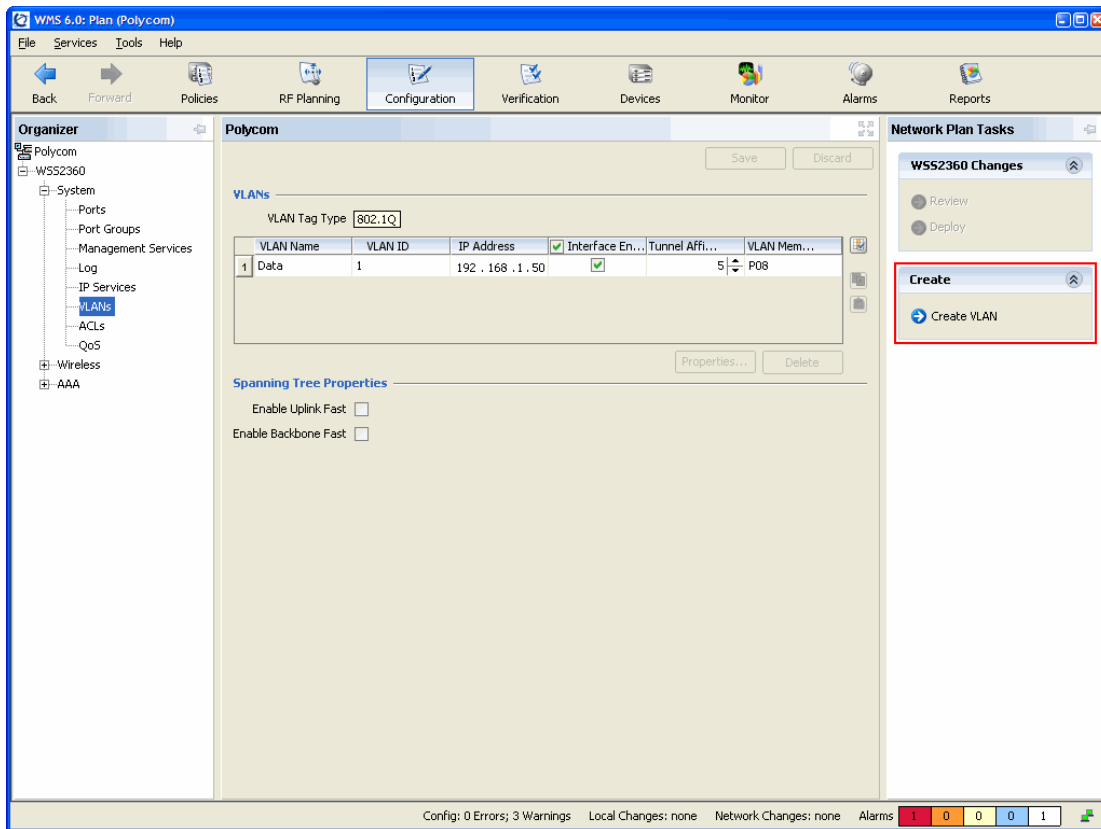 WMS 6.0: Plan (Polycom)
File Services Tools Help
Back Forward Policies RF Planning Configuration Verification Devices Monitor Alarms Reports
Organizer
Polycom
WSS2360
System
Ports
Port Groups
Management Services
Log
IP Services
VLANs
ACLs
QoS
Wireless
AAA
Polycom
Save Discard
VLANs
VLAN Tag Type 802.1Q
VLAN Name VLAN ID IP Address Interface En... Tunnel Affi... VLAN Mem...
1 Data 1 192 . 168 .1 . 50 5 P08
Properties... Delete
Spanning Tree Properties
Enable Uplink Fast
Enable Backbone Fast
Network Plan Tasks
WSS2360 Changes
Review
Deploy
Create
Create VLAN
Config: 0 Errors; 3 Warnings Local Changes: none Network Changes: none Alarms 1 0 0 0 1